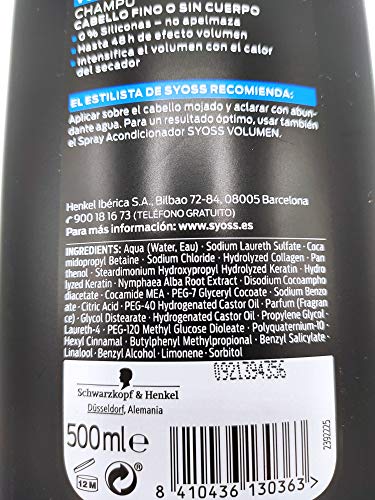 CHAMPÚ
CABELLO FINO O SIN CUERPO
• 0% Siliconas – no apelmaza
• Hasta 48 h de efecto volumen
• Intensifica el volumen con el calor
del secador
EL ESTILISTA DE SYOSS RECOMIENDA:
Aplicar sobre el cabello mojado y aclarar con abun-
dante agua. Para un resultado óptimo, usar también
el Spray Acondicionador SYOSS VOLUMEN.
Henkel Ibérica S.A., Bilbao 72-84, 08005 Barcelona
900 18 16 73 (TELÉFONO GRATUITO)
Para más información: www.syoss.es
INGREDIENTS: Aqua (Water, Eau) • Sodium Laureth Sulfate • Coca
midopropyl Betaine • Sodium Chloride • Hydrolyzed Collagen • Pan
thenol • Steardimonium Hydroxypropyl Hydrolyzed Keratin • Hydro
lyzed Keratin • Nymphaea Alba Root Extract • Disodium Cocoampho
diacetate • Cocamide MEA • PEG-7 Glyceryl Cocoate • Sodium Benzo
ate • Citric Acid • PEG-40 Hydrogenated Castor Oil • Parfum (Fragran
ce) • Glycol Distearate • Hydrogenated Castor Oil • Propylene Glycol
Laureth-4 • PEG-120 Methyl Glucose Dioleate • Polyquaternium-10
Hexyl Cinnamal • Butylphenyl Methylpropional • Benzyl Salicylate
Linalool • Benzyl Alcohol • Limonene • Sorbitol
0921394356
Schwarzkopf & Henkel
Düsseldorf, Alemania
500ml e
12 M
2392225
8 410436 130363